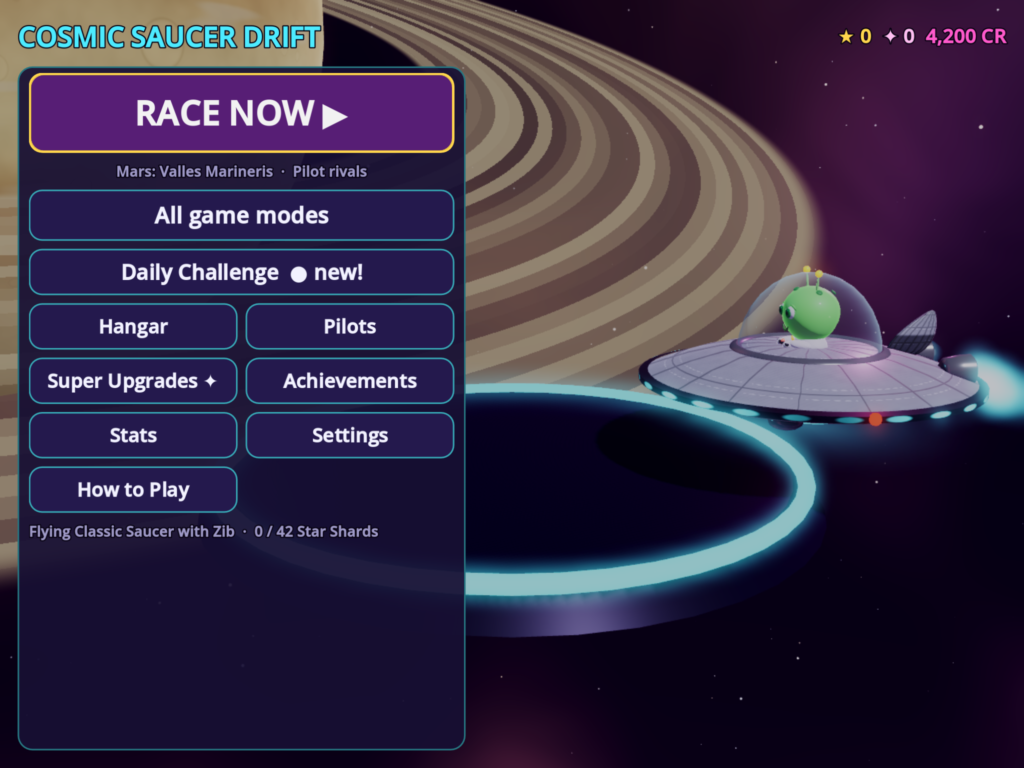 COSMIC SAUCER DRIFT
★ 0 ✦ 0 4,200 CR
RACE NOW ▶
Mars: Valles Marineris · Pilot rivals
All game modes
Daily Challenge ● new!
Hangar
Pilots
Super Upgrades ✦
Achievements
Stats
Settings
How to Play
Flying Classic Saucer with Zib · 0 / 42 Star Shards